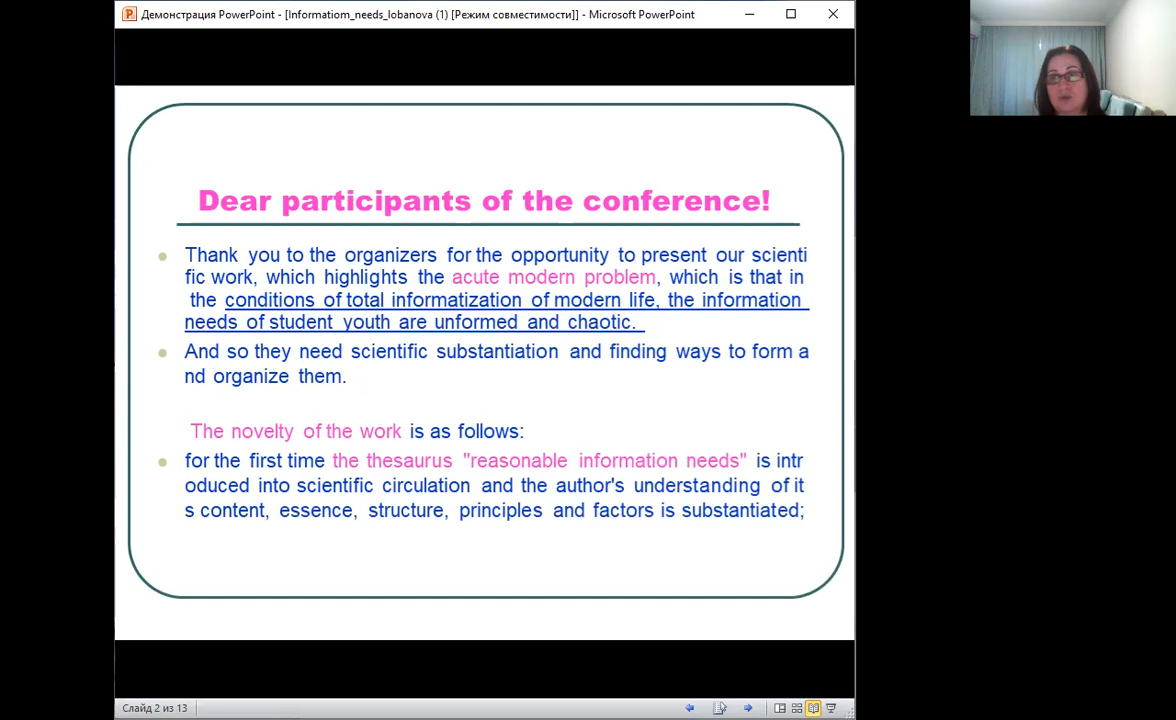 Демонстрация PowerPoint - [Informatiom_needs_lobanova (1) [Режим совместимости]] - Microsoft PowerPoint
Dear participants of the conference!
Thank you to the organizers for the opportunity to present our scienti
fic work, which highlights the acute modern problem, which is that in
the conditions of total informatization of modern life, the information
needs of student youth are unformed and chaotic.
And so they need scientific substantiation and finding ways to form a
nd organize them.
The novelty of the work is as follows:
for the first time the thesaurus "reasonable information needs" is intr
oduced into scientific circulation and the author's understanding of it
s content, essence, structure, principles and factors is substantiated;
Слайд 2 из 13